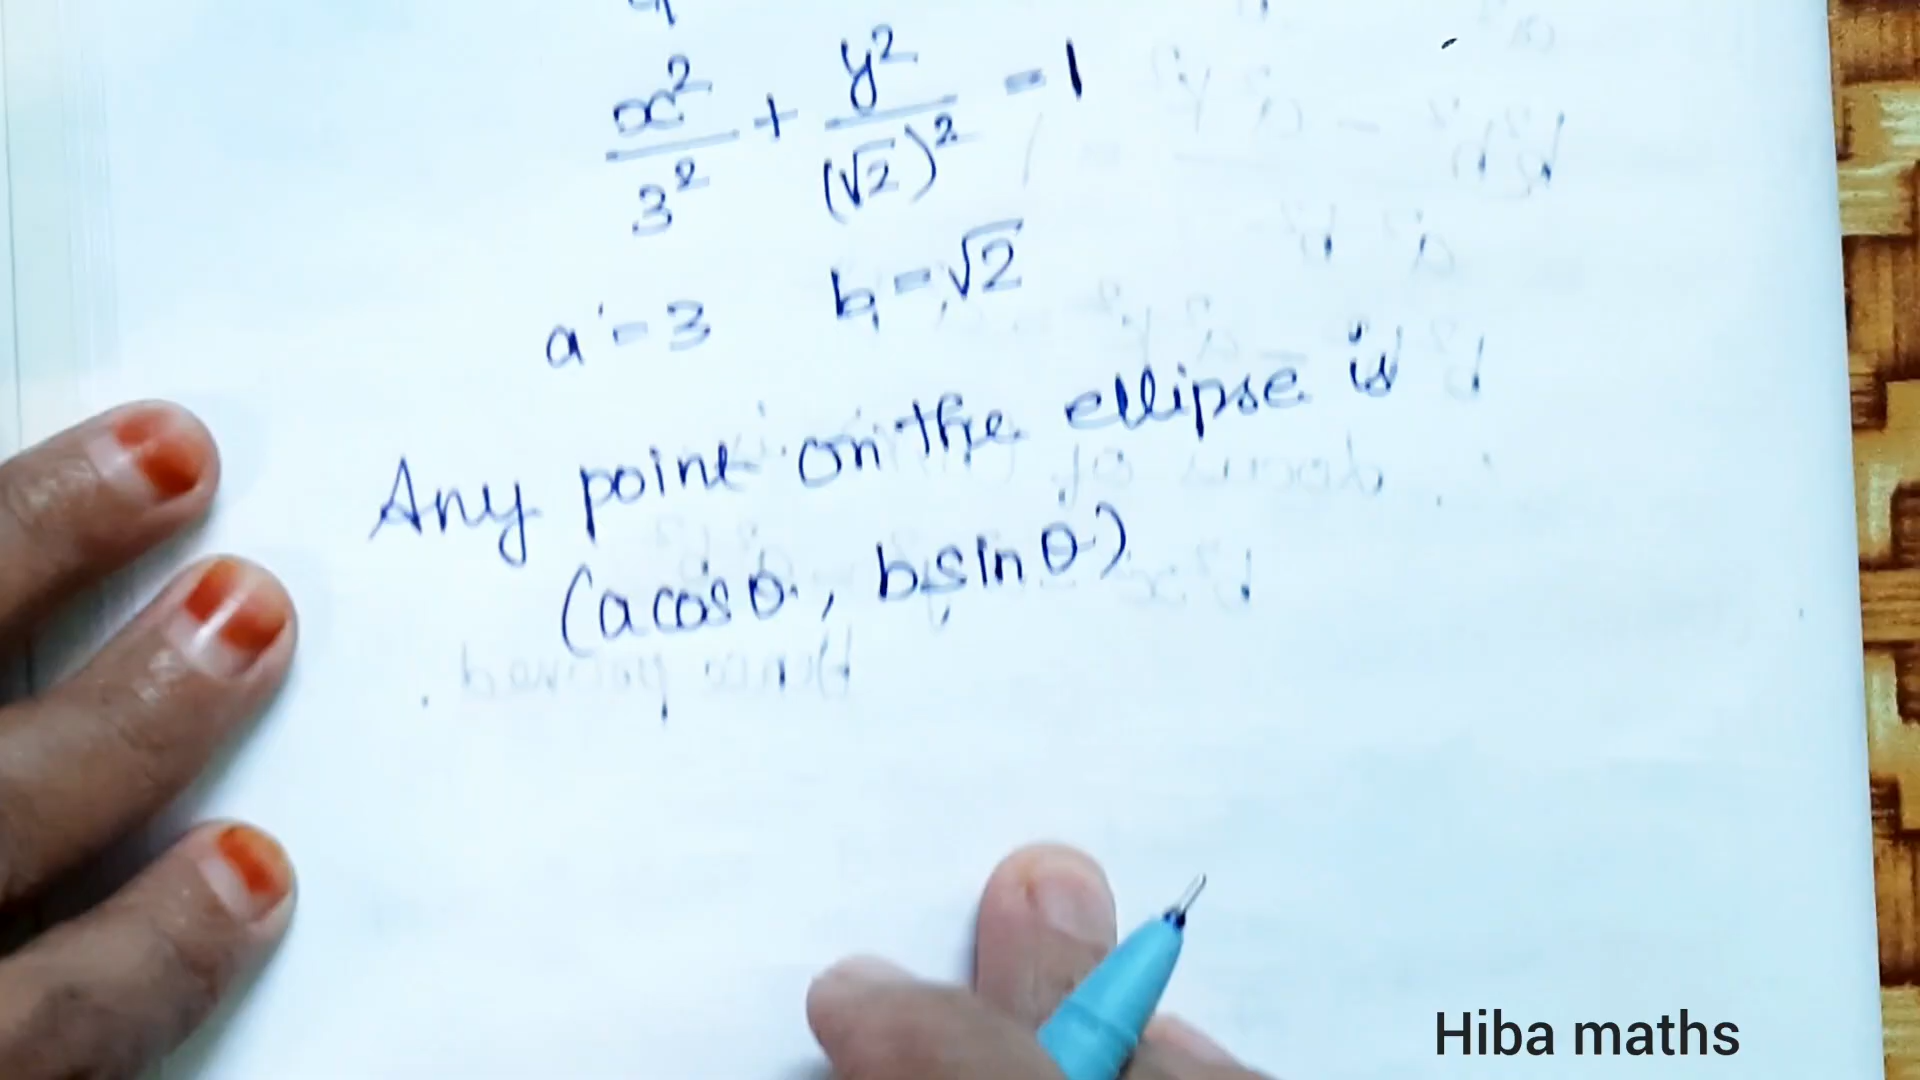 x²/3² + y²/(√2)² = 1
a = 3 b = √2
Any point on the ellipse is
(a cos θ, b sin θ)
Hiba maths